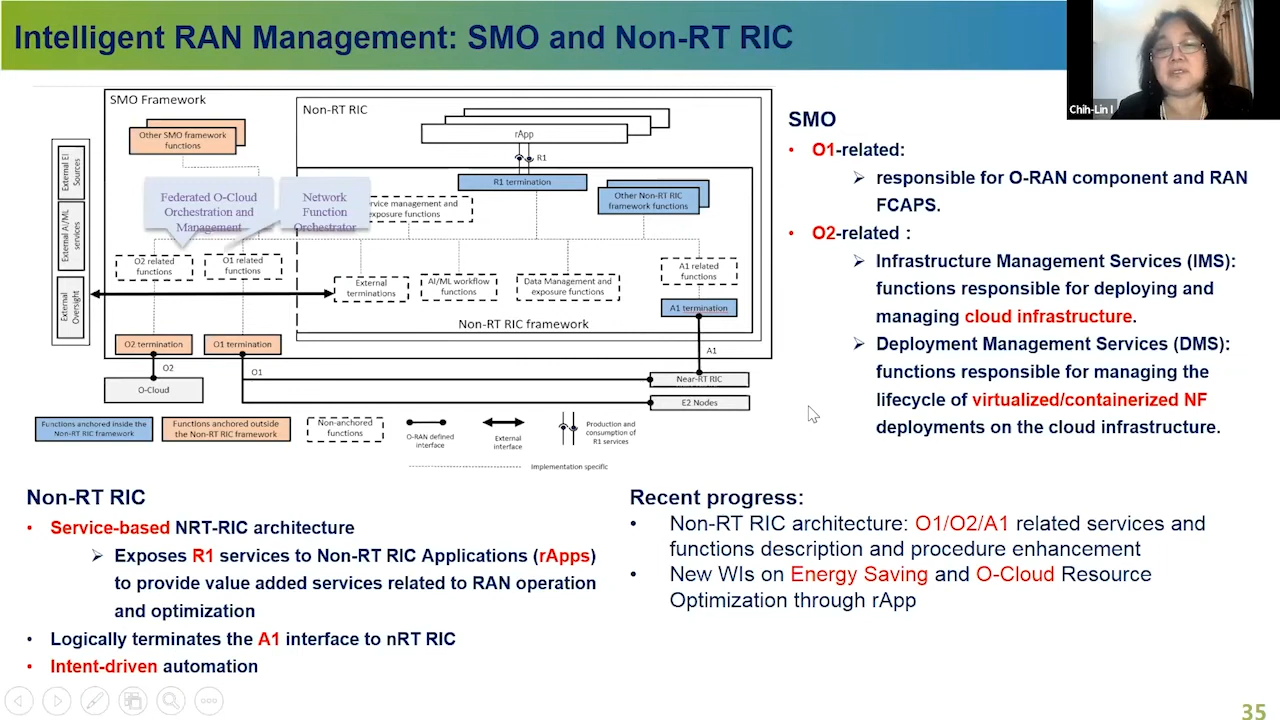 Intelligent RAN Management: SMO and Non-RT RIC
Chih-Lin I
SMO Framework
Other SMO framework
functions
Federated O-Cloud
Orchestration and
Management
Network
Function
Orchestrator
External EI
Sources
External AI/ML
services
External
Oversight
O2 related
functions
O1 related
functions
O2 termination
O1 termination
O2
O1
O-Cloud
Non-RT RIC
rApp
R1
R1 termination
Other Non-RT RIC
framework functions
service management and
exposure functions
External
terminations
AI/ML workflow
functions
Data Management and
exposure functions
A1 related
functions
A1 termination
Non-RT RIC framework
A1
Near-RT RIC
E2 Nodes
Functions anchored inside the
Non-RT RIC framework
Functions anchored outside
the Non-RT RIC framework
Non-anchored
functions
O-RAN defined
interface
External
interface
Production and
consumption of
R1 services
Implementation specific
SMO
• O1-related:
➢ responsible for O-RAN component and RAN
FCAPS.
• O2-related :
➢ Infrastructure Management Services (IMS):
functions responsible for deploying and
managing cloud infrastructure.
➢ Deployment Management Services (DMS):
functions responsible for managing the
lifecycle of virtualized/containerized NF
deployments on the cloud infrastructure.
Non-RT RIC
• Service-based NRT-RIC architecture
➢ Exposes R1 services to Non-RT RIC Applications (rApps)
to provide value added services related to RAN operation
and optimization
• Logically terminates the A1 interface to nRT RIC
• Intent-driven automation
Recent progress:
• Non-RT RIC architecture: O1/O2/A1 related services and
functions description and procedure enhancement
• New WIs on Energy Saving and O-Cloud Resource
Optimization through rApp
35